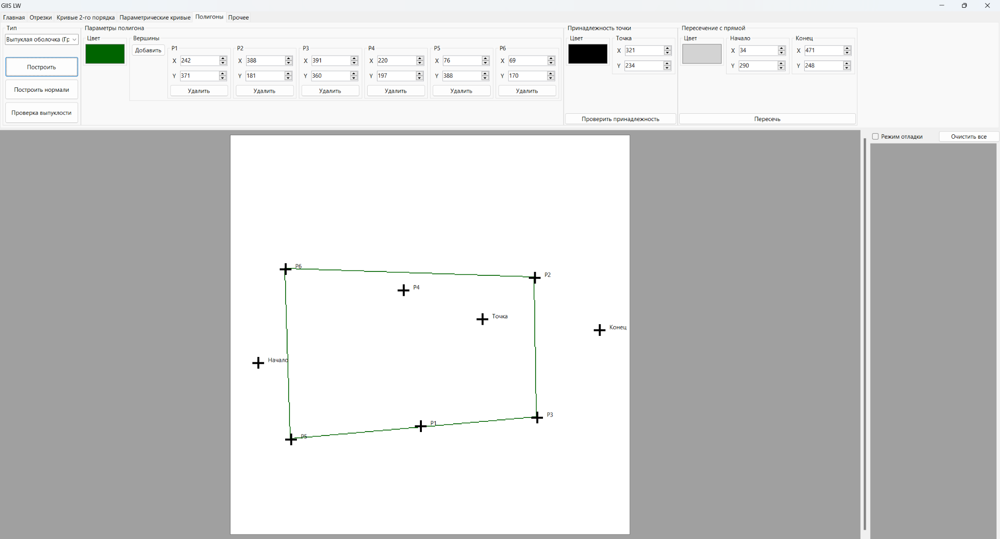 GIIS LW
Главная Отрезки Кривые 2-го порядка Параметрические кривые Полигоны Прочее
Тип
Выпуклая оболочка (Гр
Построить
Построить нормали
Проверка выпуклости
Параметры полигона
Цвет
Вершины
Добавить
P1
X 242
Y 371
Удалить
P2
X 388
Y 181
Удалить
P3
X 391
Y 360
Удалить
P4
X 220
Y 197
Удалить
P5
X 76
Y 388
Удалить
P6
X 69
Y 170
Удалить
Принадлежность точки
Цвет
Точка
X 321
Y 234
Проверить принадлежность
Пересечение с прямой
Цвет
Начало
X 34
Y 290
Конец
X 471
Y 248
Пересечь
Режим отладки
Очистить все
P6
P2
P4
Точка
Конец
Начало
P3
P1
P5